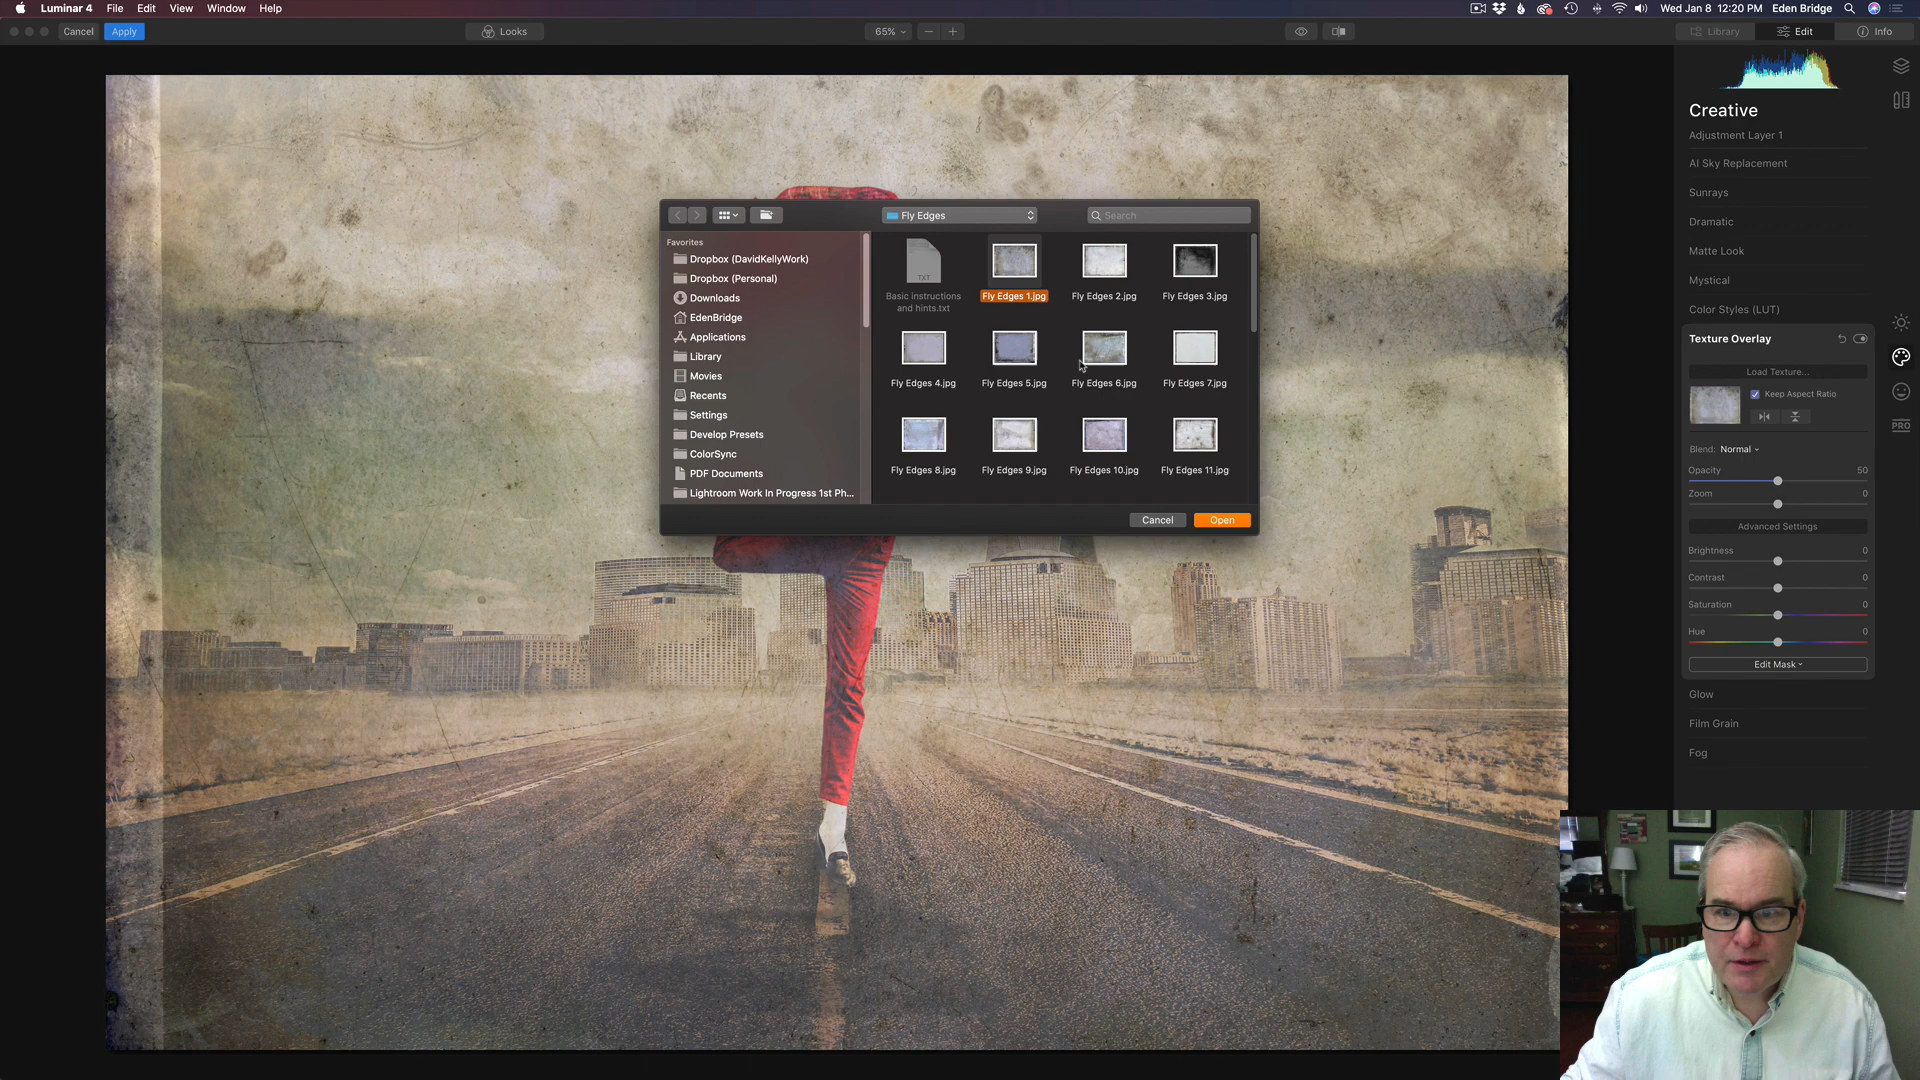 Luminar 4 File Edit View Window Help
Wed Jan 8 12:20 PM Eden Bridge
Cancel Apply Looks 65% Library Edit Info
Fly Edges
Search
Favorites
Dropbox (DavidKellyWork)
Dropbox (Personal)
Downloads
EdenBridge
Applications
Library
Movies
Recents
Settings
Develop Presets
ColorSync
PDF Documents
Lightroom Work In Progress 1st Ph...
TXT
Basic instructions
and hints.txt
Fly Edges 1.jpg
Fly Edges 2.jpg
Fly Edges 3.jpg
Fly Edges 4.jpg
Fly Edges 5.jpg
Fly Edges 6.jpg
Fly Edges 7.jpg
Fly Edges 8.jpg
Fly Edges 9.jpg
Fly Edges 10.jpg
Fly Edges 11.jpg
Cancel Open
Creative
Adjustment Layer 1
AI Sky Replacement
Sunrays
Dramatic
Matte Look
Mystical
Color Styles (LUT)
Texture Overlay
Load Texture...
Keep Aspect Ratio
Blend: Normal
Opacity 50
Zoom 0
Advanced Settings
Brightness 0
Contrast 0
Saturation 0
Hue 0
Edit Mask
Glow
Film Grain
Fog
PRO